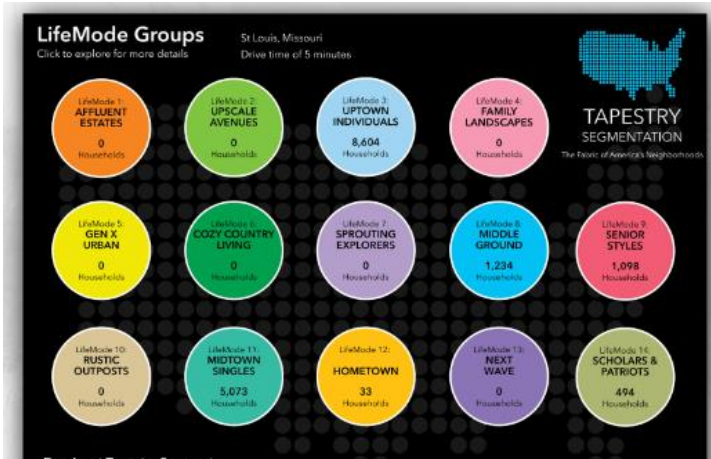 LifeMode Groups
St Louis, Missouri
Click to explore for more details
Drive time of 5 minutes
TAPESTRY
SEGMENTATION
The Fabric of America's Neighborhoods
LifeMode 1:
AFFLUENT
ESTATES
0
Households
LifeMode 2:
UPSCALE
AVENUES
0
Households
LifeMode 3:
UPTOWN
INDIVIDUALS
8,604
Households
LifeMode 4:
FAMILY
LANDSCAPES
0
Households
LifeMode 5:
GEN X
URBAN
0
Households
LifeMode 6:
COZY COUNTRY
LIVING
0
Households
LifeMode 7:
SPROUTING
EXPLORERS
0
Households
LifeMode 8:
MIDDLE
GROUND
1,234
Households
LifeMode 9:
SENIOR
STYLES
1,098
Households
LifeMode 10:
RUSTIC
OUTPOSTS
0
Households
LifeMode 11:
MIDTOWN
SINGLES
5,073
Households
LifeMode 12:
HOMETOWN
33
Households
LifeMode 13:
NEXT
WAVE
0
Households
LifeMode 14:
SCHOLARS &
PATRIOTS
494
Households